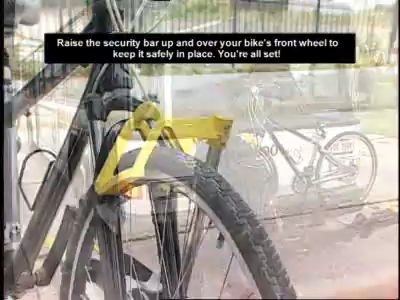 Raise the security bar up and over your bike's front wheel to
keep it safely in place. You're all set!